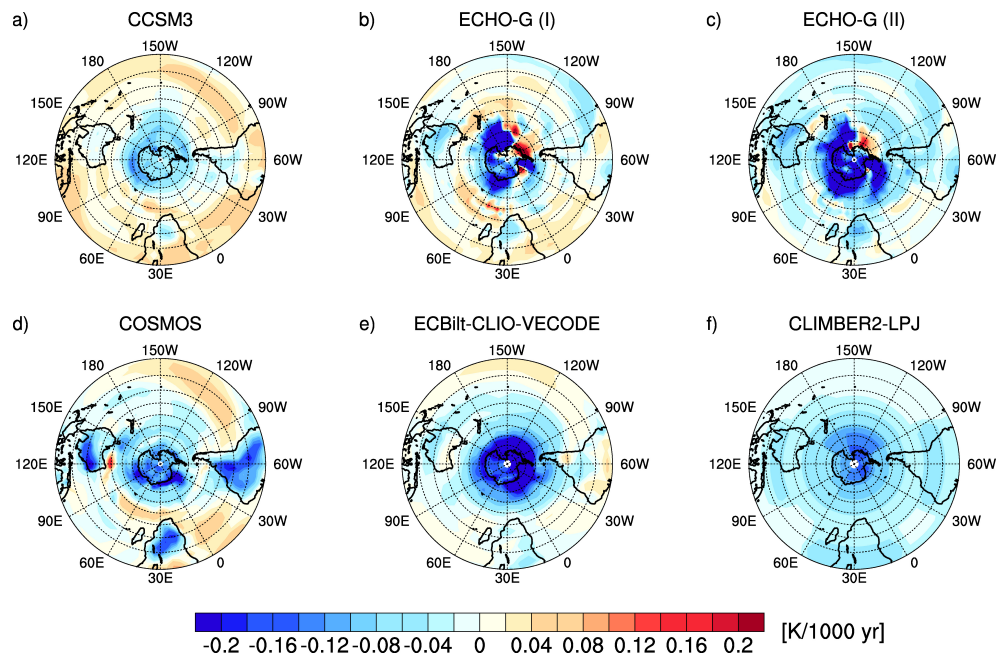 a) CCSM3
b) ECHO-G (I)
c) ECHO-G (II)
150W 150W 150W
180 120W 180 120W 180 120W
150E 90W 150E 90W 150E 90W
120E 60W 120E 60W 120E 60W
90E 30W 90E 30W 90E 30W
60E 0 60E 0 60E 0
30E 30E 30E
d) COSMOS
e) ECBilt-CLIO-VECODE
f) CLIMBER2-LPJ
150W 150W 150W
180 120W 180 120W 180 120W
150E 90W 150E 90W 150E 90W
120E 60W 120E 60W 120E 60W
90E 30W 90E 30W 90E 30W
60E 0 60E 0 60E 0
30E 30E 30E
-0.2 -0.16 -0.12 -0.08 -0.04 0 0.04 0.08 0.12 0.16 0.2 [K/1000 yr]